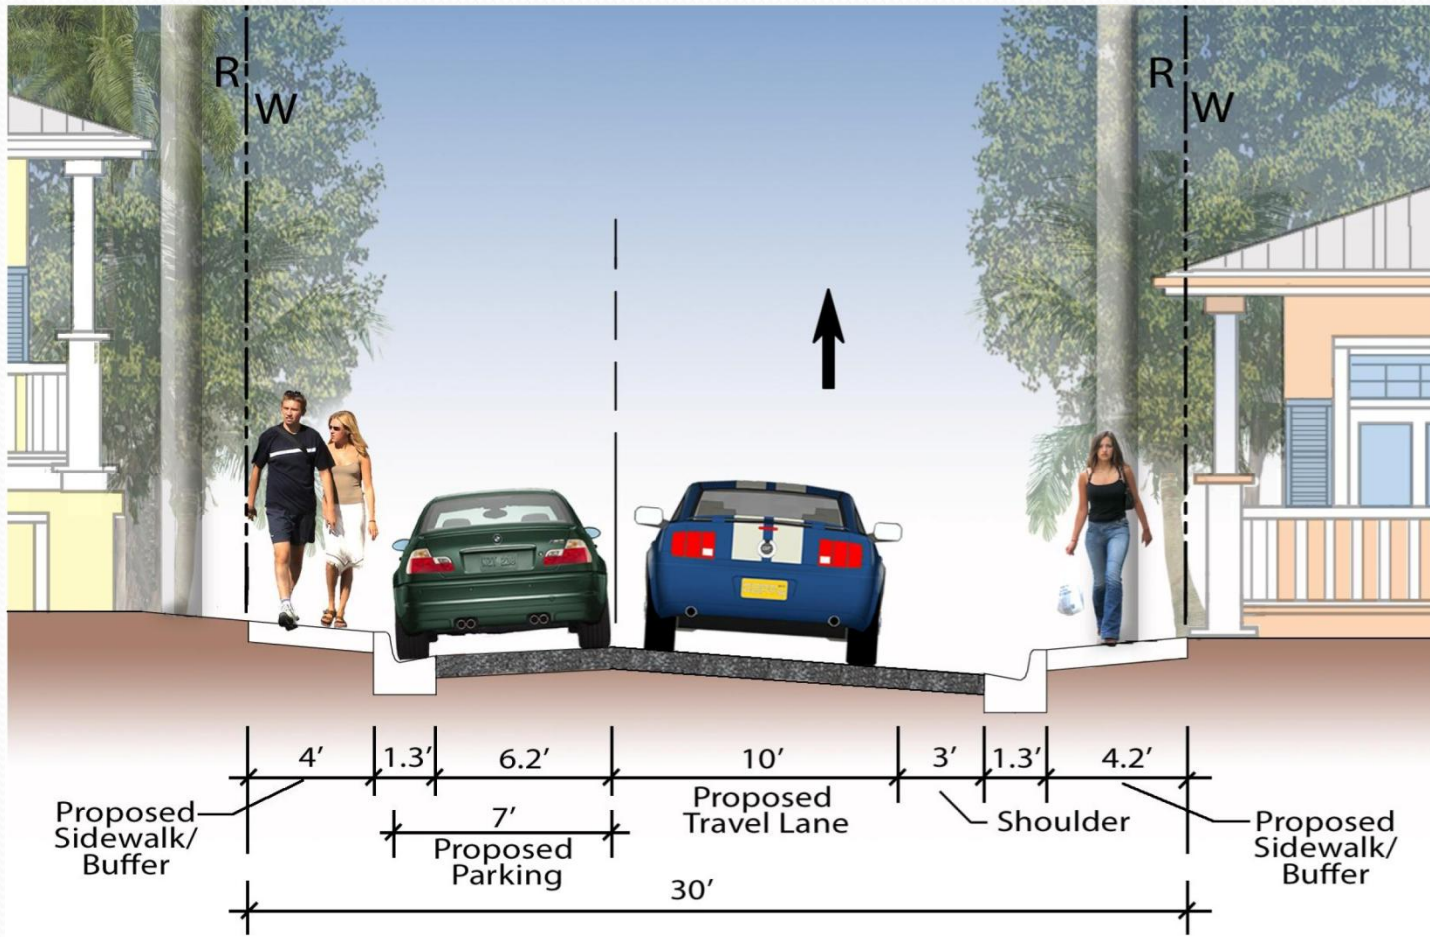 R
W
R
W
4’
1.3’
6.2’
10’
3’
1.3’
4.2’
Proposed
Sidewalk/
Buffer
7’
Proposed
Parking
Proposed
Travel Lane
Shoulder
Proposed
Sidewalk/
Buffer
30’